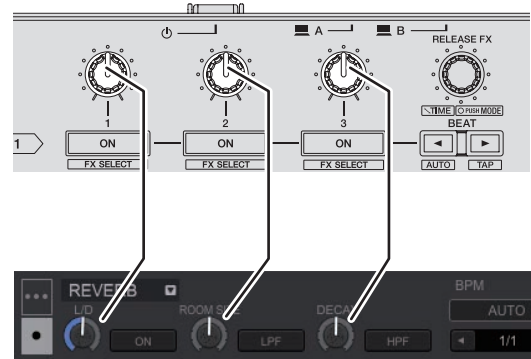 A
B
RELEASE FX
TIME PUSH MODE
1 2 3
BEAT
1 ON ON ON
FX SELECT FX SELECT FX SELECT AUTO TAP
REVERB BPM
L/D ROOM SIZE DECAY AUTO
ON LPF HPF 1/1